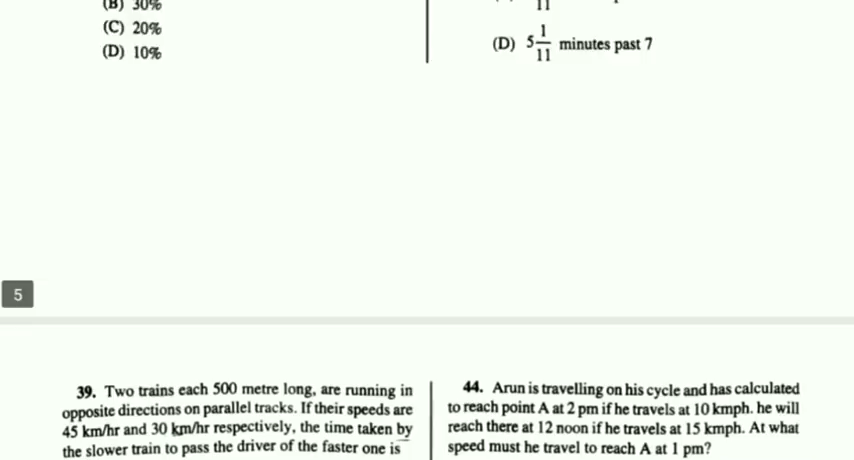 (B) 30%
(C) 20%
(D) 10%
11
(D) 5 1/11 minutes past 7
5
39. Two trains each 500 metre long, are running in
opposite directions on parallel tracks. If their speeds are
45 km/hr and 30 km/hr respectively, the time taken by
the slower train to pass the driver of the faster one is
44. Arun is travelling on his cycle and has calculated
to reach point A at 2 pm if he travels at 10 kmph. he will
reach there at 12 noon if he travels at 15 kmph. At what
speed must he travel to reach A at 1 pm?